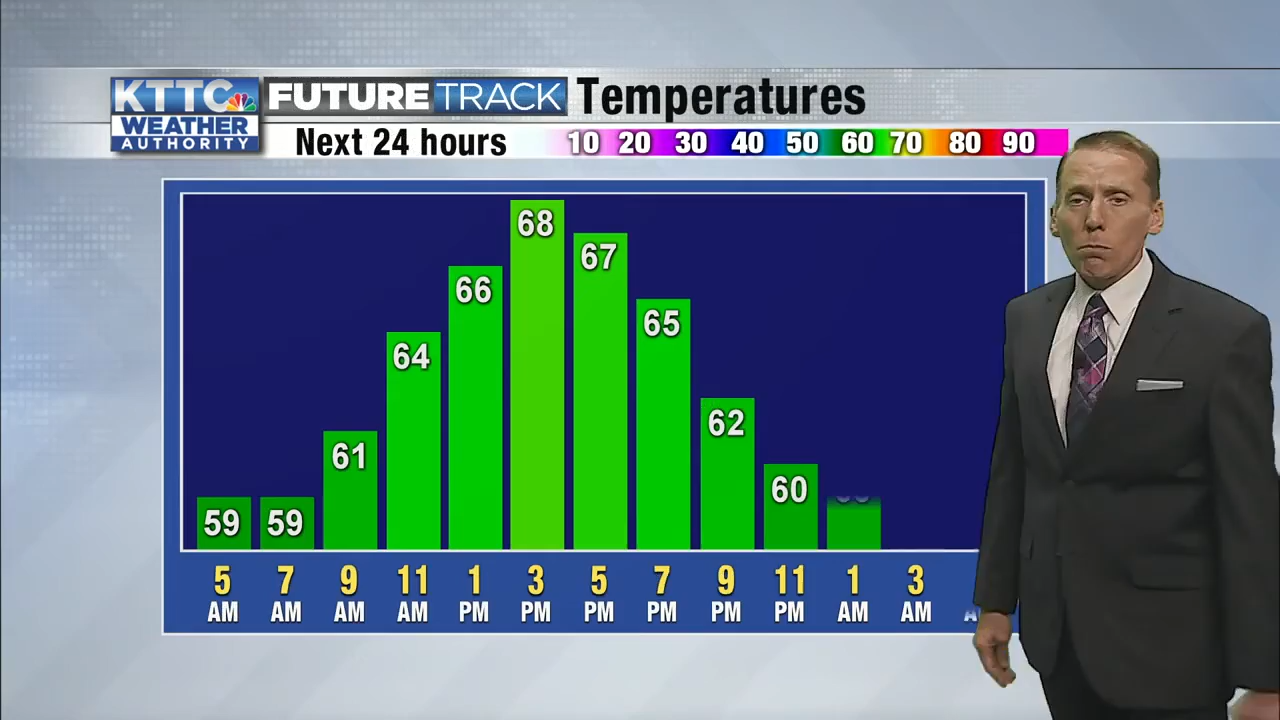 KTTC
WEATHER
AUTHORITY
FUTURETRACK Temperatures
Next 24 hours
10 20 30 40 50 60 70 80 90
59 59 61 64 66 68 67 65 62 60
5 7 9 11 1 3 5 7 9 11 1 3
AM AM AM AM PM PM PM PM PM PM AM AM